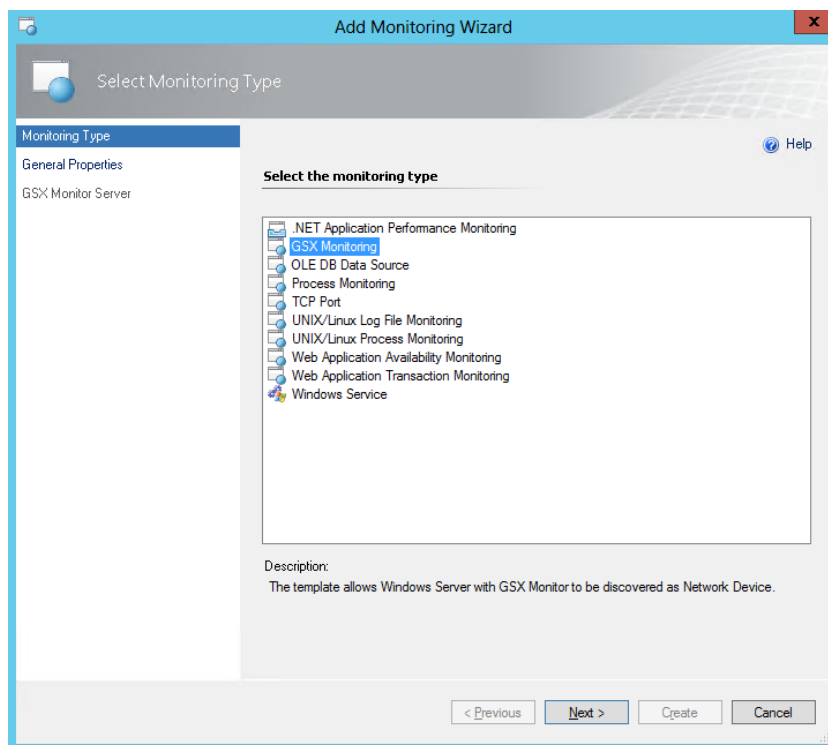 Add Monitoring Wizard
x
Select Monitoring Type
Monitoring Type
General Properties
GSX Monitor Server
Help
Select the monitoring type
.NET Application Performance Monitoring
GSX Monitoring
OLE DB Data Source
Process Monitoring
TCP Port
UNIX/Linux Log File Monitoring
UNIX/Linux Process Monitoring
Web Application Availability Monitoring
Web Application Transaction Monitoring
Windows Service
Description:
The template allows Windows Server with GSX Monitor to be discovered as Network Device.
< Previous Next > Create Cancel